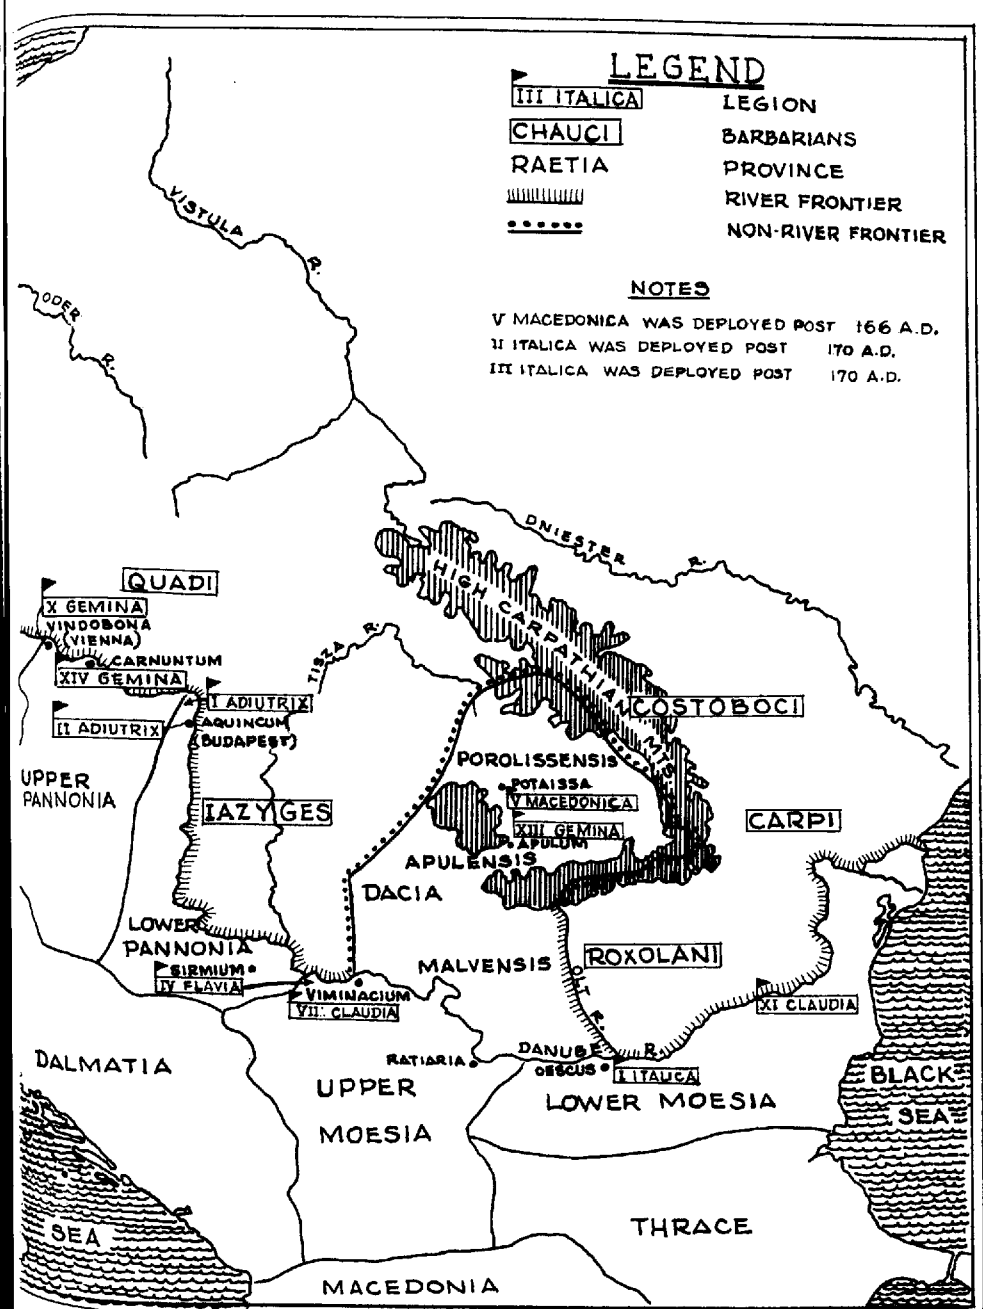 LEGEND
III ITALICA LEGION
CHAUCI BARBARIANS
RAETIA PROVINCE
RIVER FRONTIER
NON-RIVER FRONTIER
NOTES
V MACEDONICA WAS DEPLOYED POST 166 A.D.
II ITALICA WAS DEPLOYED POST 170 A.D.
III ITALICA WAS DEPLOYED POST 170 A.D.
VISTULA R.
ODER R.
DNIESTER R.
HIGH CARPATHIAN MTS.
QUADI
X GEMINA
VINDOBONA
(VIENNA)
CARNUNTUM
XIV GEMINA
TISZA R.
I ADIUTRIX
II ADIUTRIX
AQUINCUM
(BUDAPEST)
COSTOBOCI
UPPER
PANNONIA
POROLISSENSIS
POTAISSA
V MACEDONICA
IAZYGES
XIII GEMINA
APULUM
CARPI
APULENSIS
DACIA
LOWER
PANNONIA
MALVENSIS
ROXOLANI
SIRMIUM
IV FLAVIA
VIMINACIUM
VII CLAUDIA
OLT R.
XI CLAUDIA
DALMATIA
RATIARIA
DANUBE R.
OESCUS
I ITALICA
UPPER
MOESIA
LOWER MOESIA
BLACK
SEA
SEA
THRACE
MACEDONIA